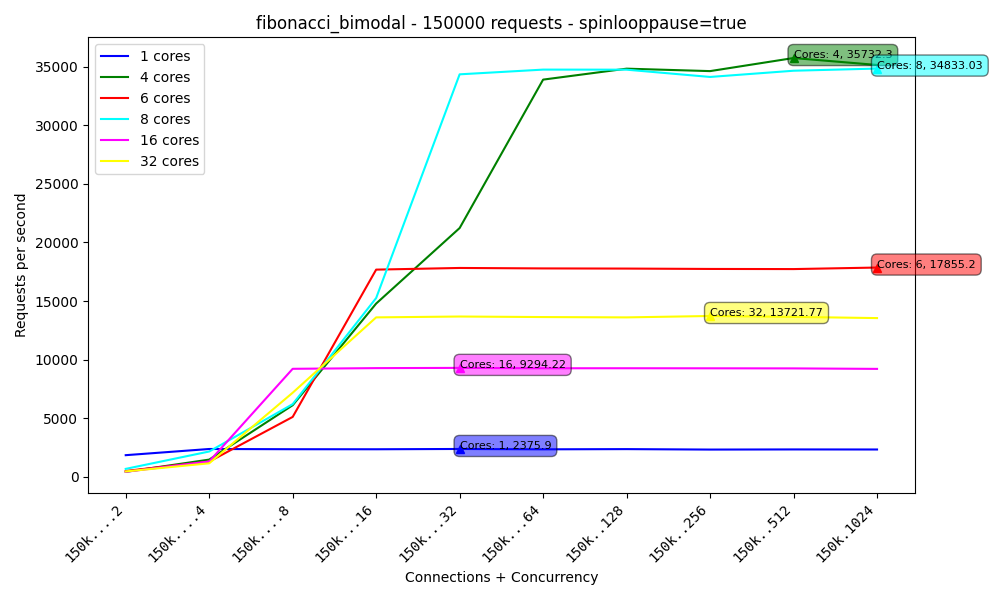 fibonacci_bimodal - 150000 requests - spinlooppause=true
1 cores
4 cores
6 cores
8 cores
16 cores
32 cores
Cores: 4, 35732.3
Cores: 8, 34833.03
Cores: 6, 17855.2
Cores: 32, 13721.77
Cores: 16, 9294.22
Cores: 1, 2375.9
35000
30000
25000
20000
15000
10000
5000
0
Requests per second
150k....2
150k....4
150k....8
150k...16
150k...32
150k...64
150k..128
150k..256
150k..512
150k.1024
Connections + Concurrency